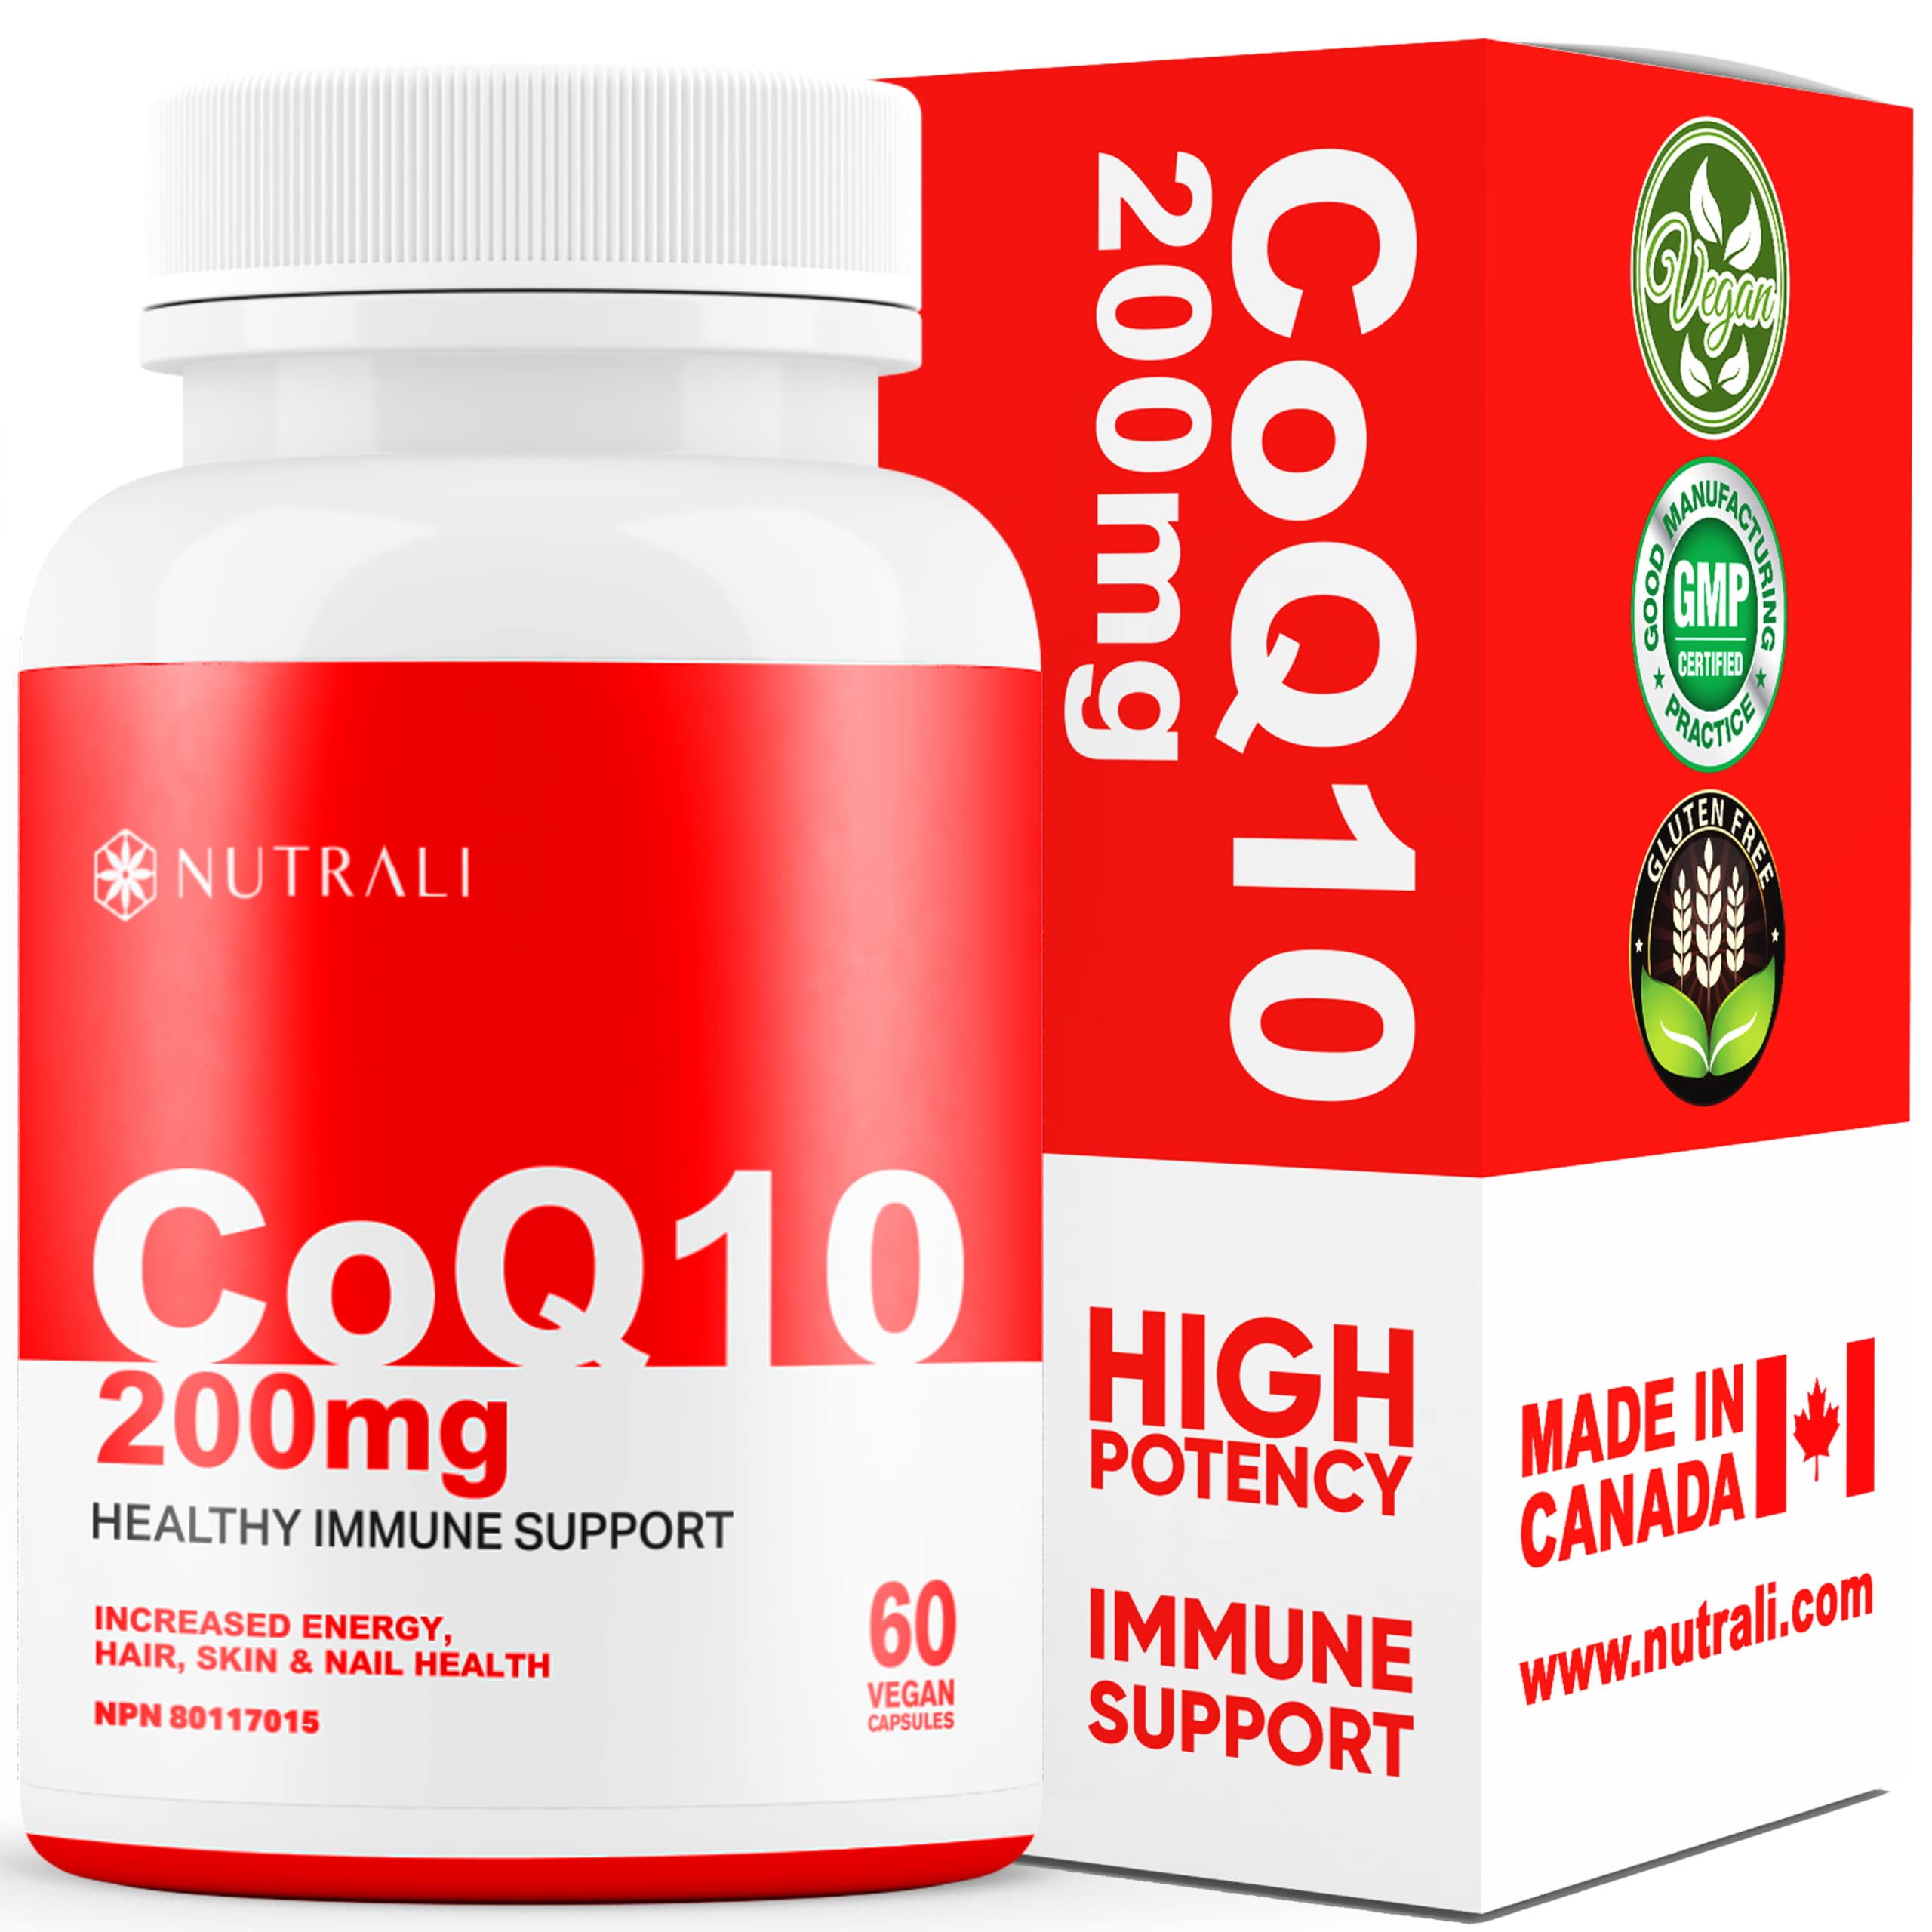 NUTRALI
CoQ10
200mg
HEALTHY IMMUNE SUPPORT
INCREASED ENERGY,
HAIR, SKIN & NAIL HEALTH
NPN 80117015
60
VEGAN
CAPSULES
CoQ10
200mg
HIGH
POTENCY
IMMUNE
SUPPORT
Vegan
GOOD MANUFACTURING
GMP
CERTIFIED
PRACTICE
GLUTEN FREE
MADE IN
CANADA
www.nutrali.com